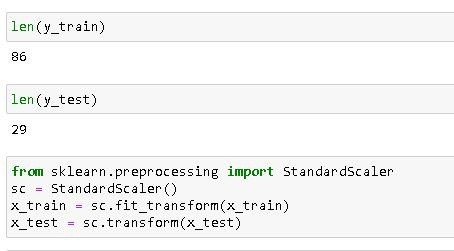 len(y_train)
86
len(y_test)
29
from sklearn.preprocessing import StandardScaler
sc = StandardScaler()
x_train = sc.fit_transform(x_train)
x_test = sc.transform(x_test)